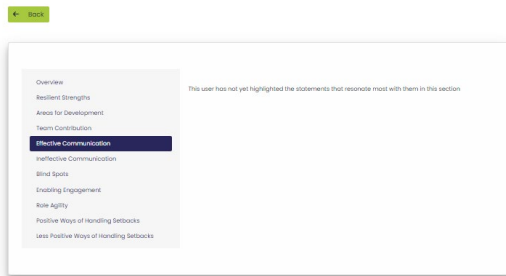 ← Back
Overview
This user has not yet highlighted the statements that resonate most with them in this section
Resilient Strengths
Areas for Development
Team Contribution
Effective Communication
Ineffective Communication
Blind Spots
Enabling Engagement
Role Agility
Positive Ways of Handling Setbacks
Less Positive Ways of Handling Setbacks